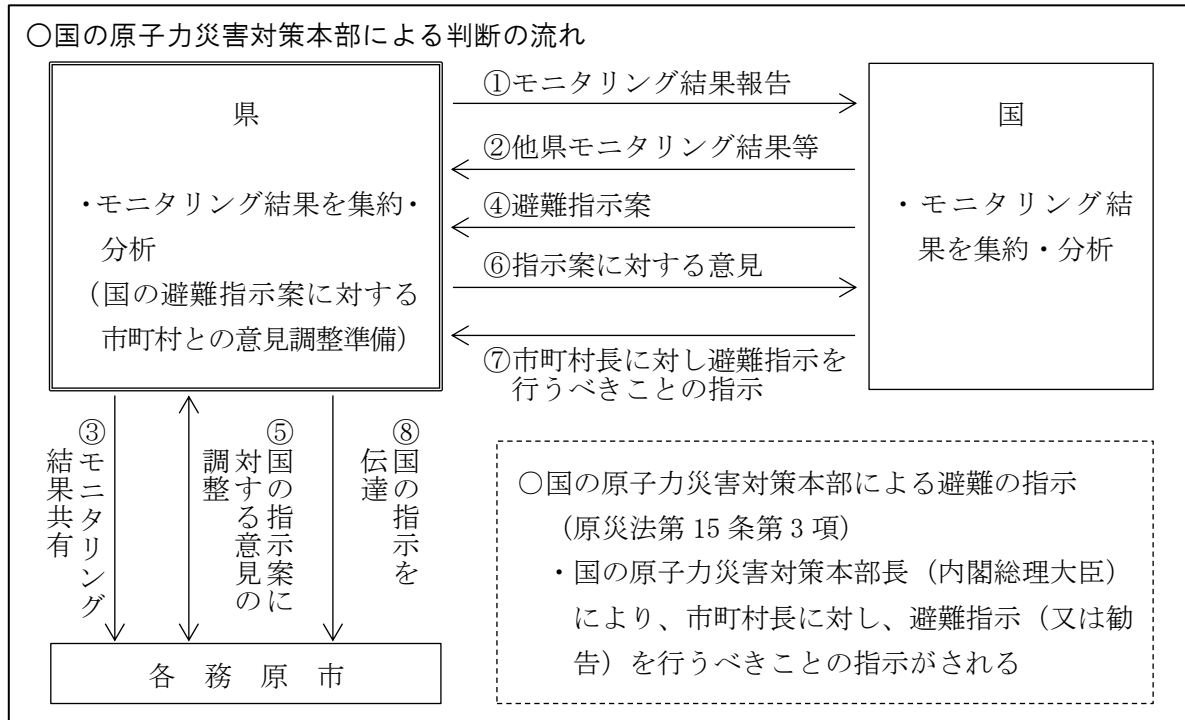 ○国の原子力災害対策本部による判断の流れ
県
・モニタリング結果を集約・
分析
（国の避難指示案に対する
市町村との意見調整準備）
①モニタリング結果報告
②他県モニタリング結果等
④避難指示案
⑥指示案に対する意見
⑦市町村長に対し避難指示を
行うべきことの指示
国
・モニタリング結
果を集約・分析
③モニタリング
結果共有
⑤国の指示案に
対する意見の
調整
⑧国の指示を
伝達
各務原市
○国の原子力災害対策本部による避難の指示
（原災法第 15 条第 3 項）
・国の原子力災害対策本部長（内閣総理大臣）
により、市町村長に対し、避難指示（又は勧
告）を行うべきことの指示がされる